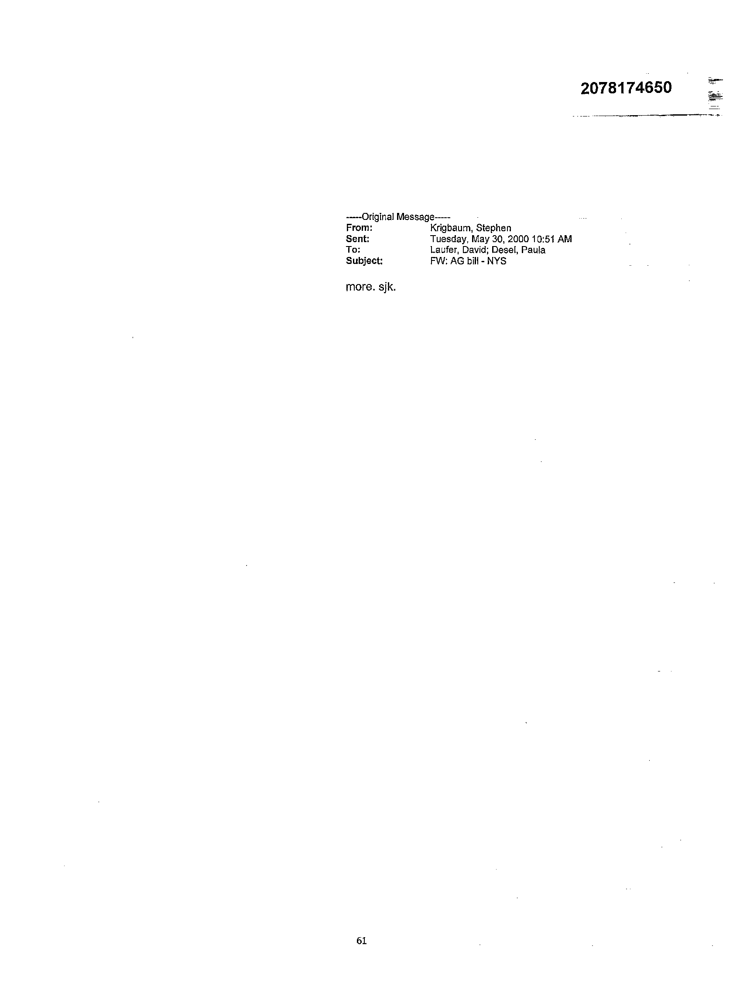 2078174650
-----Original Message-----
From: Krigbaum, Stephen
Sent: Tuesday, May 30, 2000 10:51 AM
To: Laufer, David; Desel, Paula
Subject: FW: AG bill - NYS
more. sjk.
61